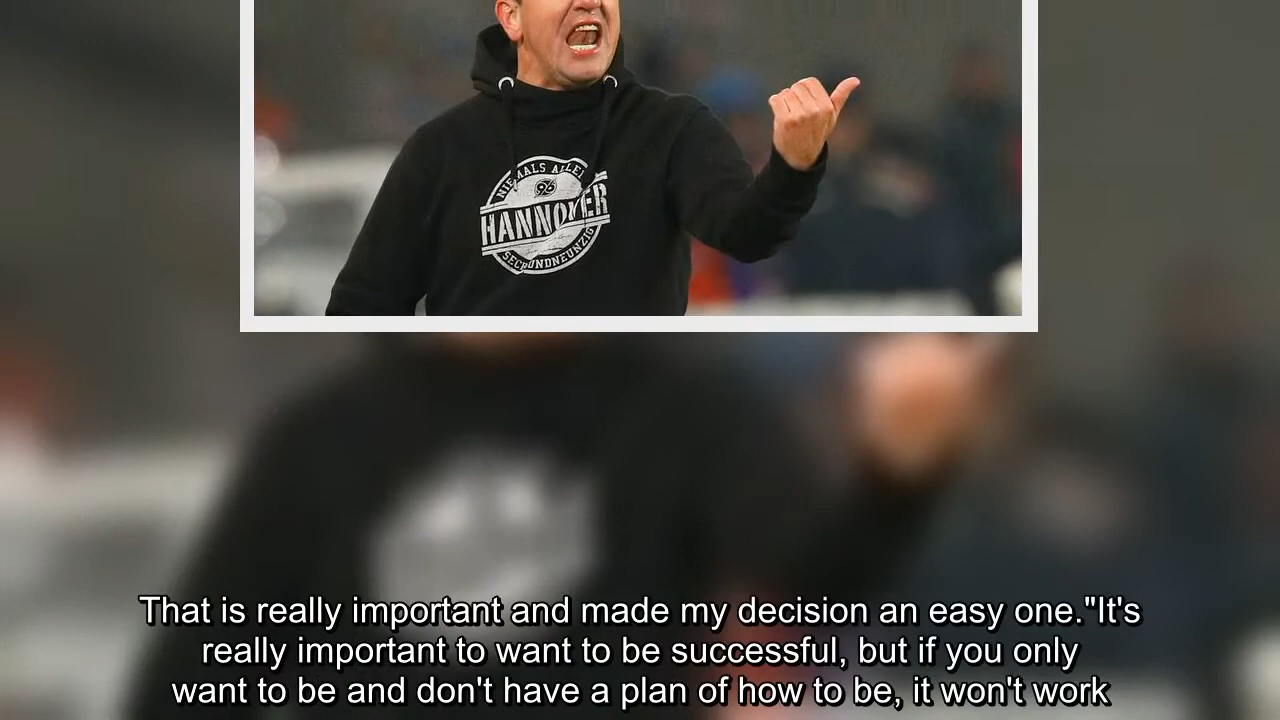 NIEMALS ALLEI
96
HANNOVER
SECHSUNDNEUNZIG
That is really important and made my decision an easy one."It's
really important to want to be successful, but if you only
want to be and don't have a plan of how to be, it won't work